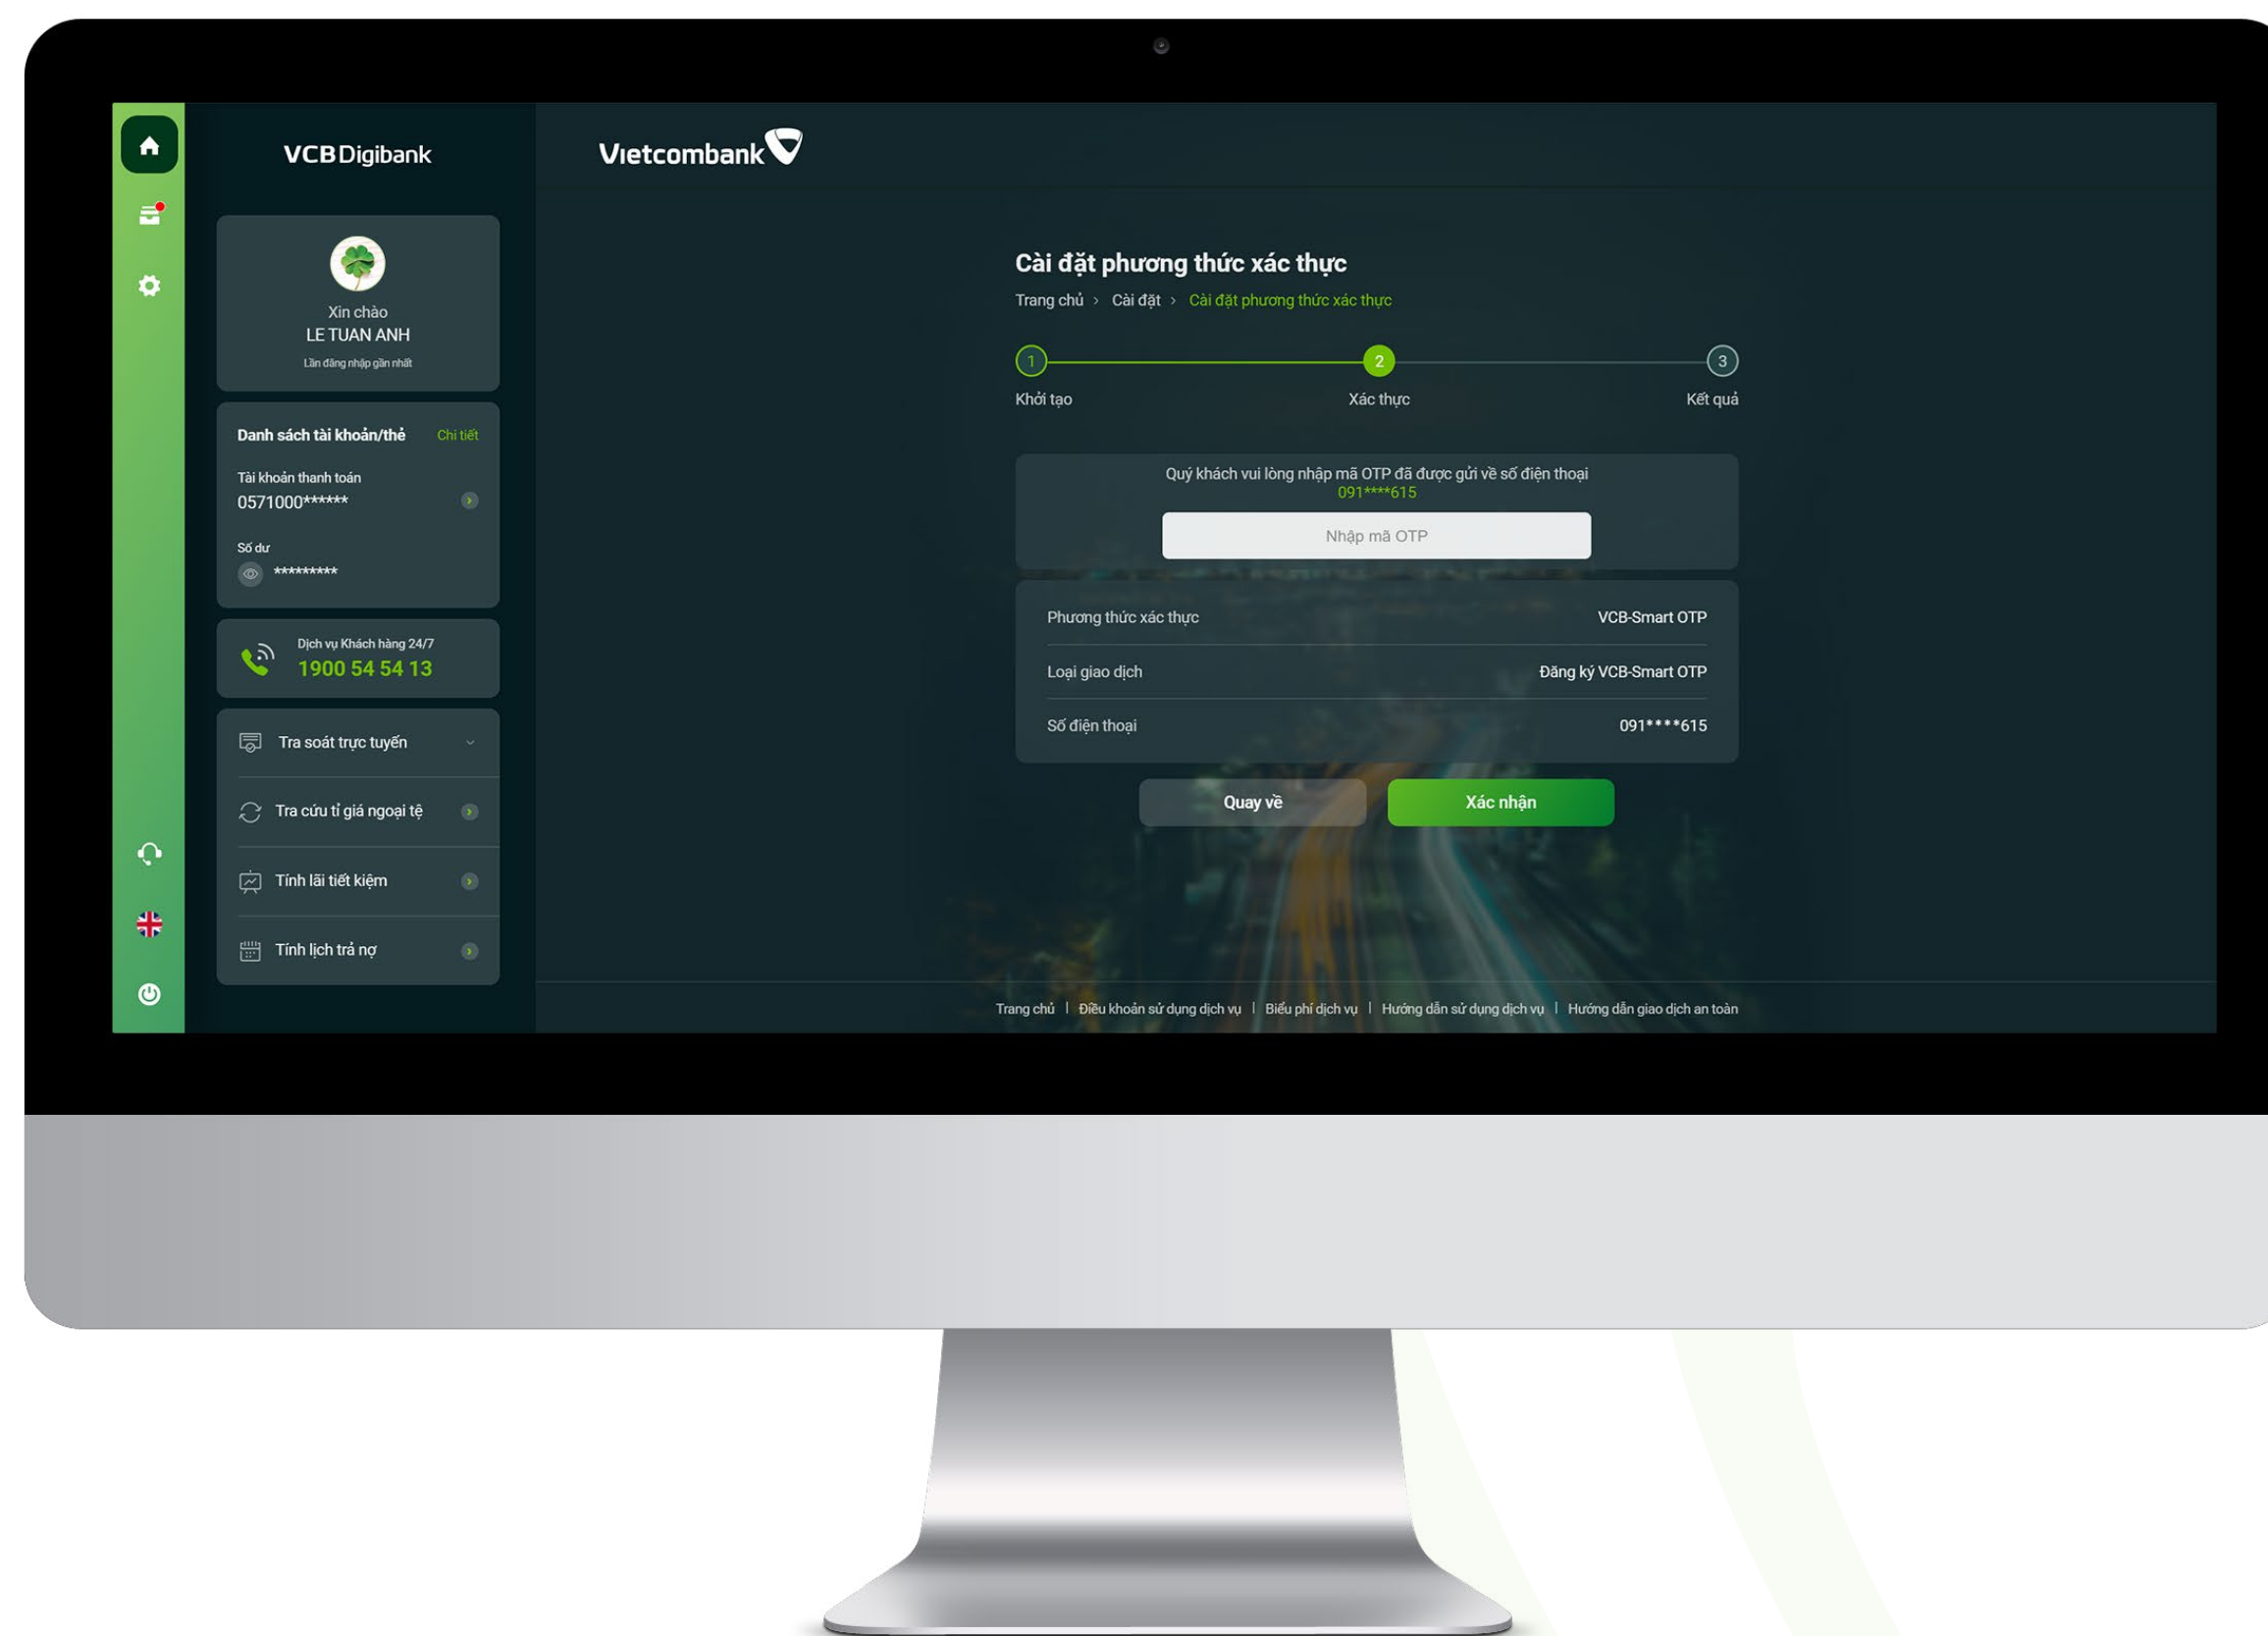 VCB Digibank
Xin chào
LE TUAN ANH
Lần đăng nhập gần nhất
Danh sách tài khoản/thẻ Chi tiết
Tài khoản thanh toán
0571000******
Số dư
*********
Dịch vụ Khách hàng 24/7
1900 54 54 13
Tra soát trực tuyến
Tra cứu tỉ giá ngoại tệ
Tính lãi tiết kiệm
Tính lịch trả nợ
Vietcombank
Cài đặt phương thức xác thực
Trang chủ > Cài đặt > Cài đặt phương thức xác thực
1 2 3
Khởi tạo Xác thực Kết quả
Quý khách vui lòng nhập mã OTP đã được gửi về số điện thoại
091****615
Nhập mã OTP
Phương thức xác thực VCB-Smart OTP
Loại giao dịch Đăng ký VCB-Smart OTP
Số điện thoại 091****615
Quay về Xác nhận
Trang chủ | Điều khoản sử dụng dịch vụ | Biểu phí dịch vụ | Hướng dẫn sử dụng dịch vụ | Hướng dẫn giao dịch an toàn